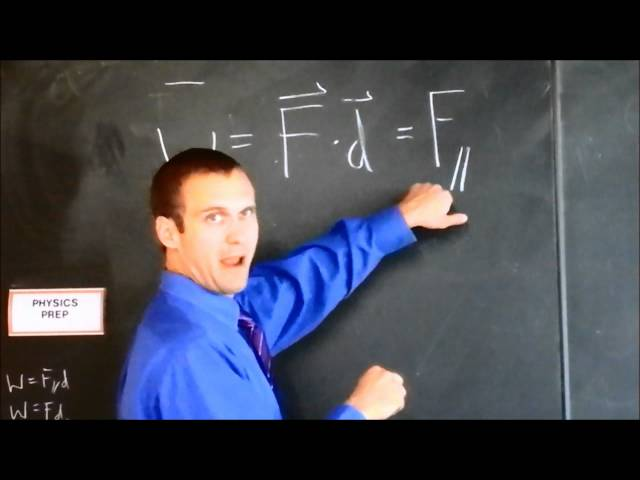 W = F⃗ · d⃗ = F∥
PHYSICS
PREP
W = F∥d
W = Fd∥